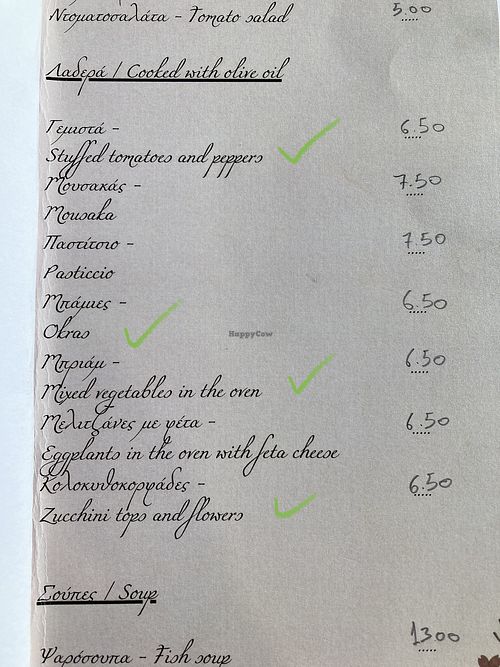 Ντοματοσαλάτα - Tomato salad 5.00
Λαδερά / Cooked with olive oil
Γεμιστά - 6.50
Stuffed tomatoes and peppers
Μουσακάς - 7.50
Mousaka
Παστίτσιο - 7.50
Pasticcio
Μπάμιες - 6.50
Okras
HappyCow
Μπριάμ - 6.50
Mixed vegetables in the oven
Μελιτζάνες με φέτα - 6.50
Eggplants in the oven with feta cheese
Κολοκυθοκορφάδες - 6.50
Zucchini tops and flowers
Σούπες / Soup
Ψαρόσουπα - Fish soup 1300